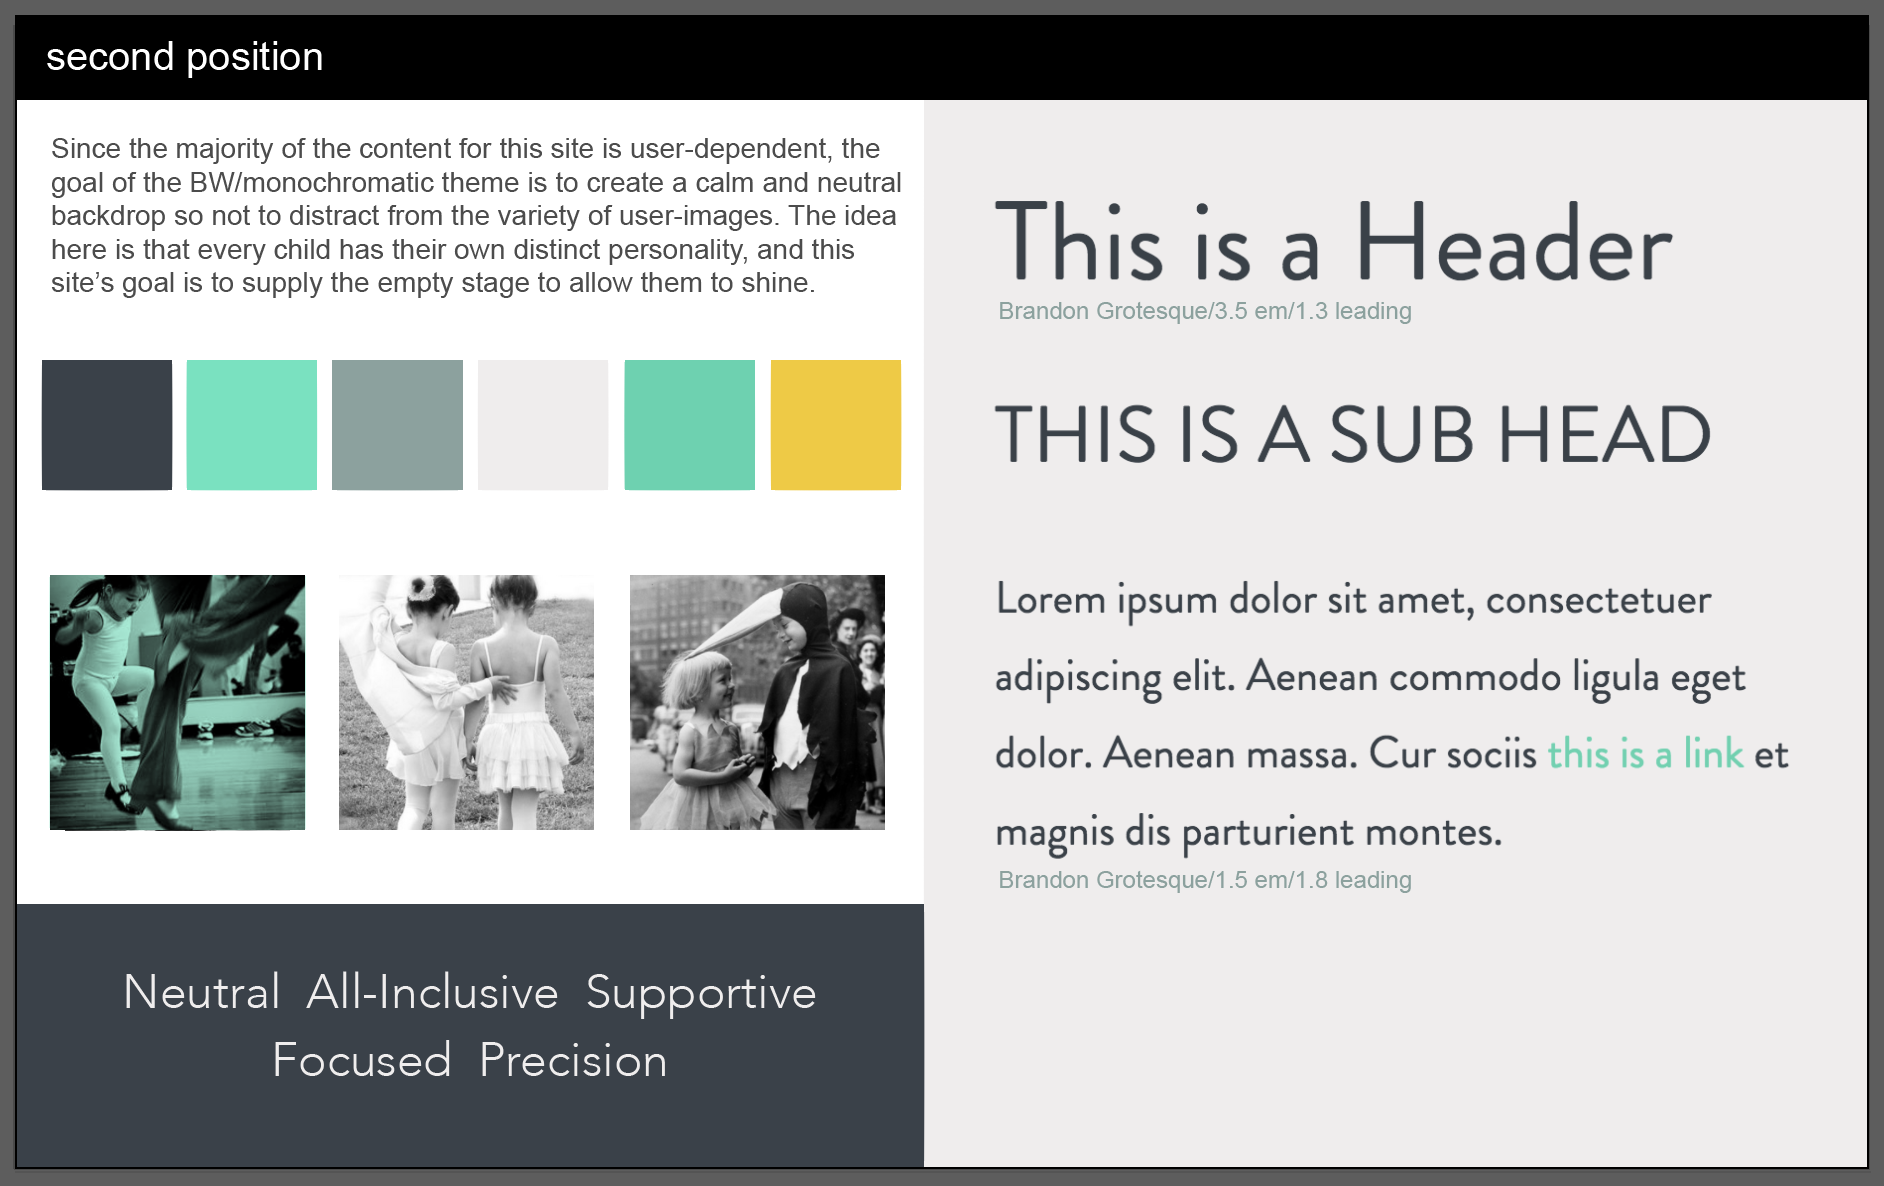 second position
Since the majority of the content for this site is user-dependent, the
goal of the BW/monochromatic theme is to create a calm and neutral
backdrop so not to distract from the variety of user-images. The idea
here is that every child has their own distinct personality, and this
site’s goal is to supply the empty stage to allow them to shine.
Neutral All-Inclusive Supportive
Focused Precision
This is a Header
Brandon Grotesque/3.5 em/1.3 leading
THIS IS A SUB HEAD
Lorem ipsum dolor sit amet, consectetuer
adipiscing elit. Aenean commodo ligula eget
dolor. Aenean massa. Cur sociis this is a link et
magnis dis parturient montes.
Brandon Grotesque/1.5 em/1.8 leading